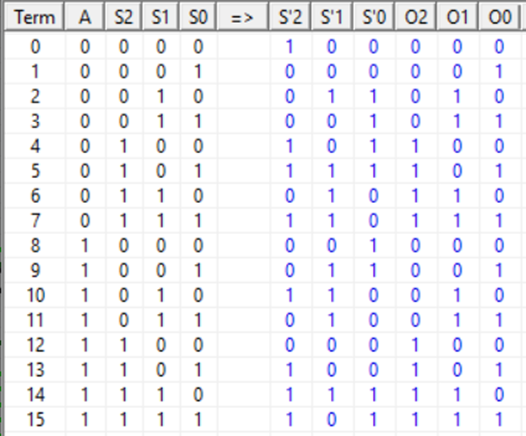 Term A S2 S1 S0 => S'2 S'1 S'0 O2 O1 O0
0 0 0 0 0 1 0 0 0 0 0
1 0 0 0 1 0 0 0 0 0 1
2 0 0 1 0 0 1 1 0 1 0
3 0 0 1 1 0 0 1 0 1 1
4 0 1 0 0 1 0 1 1 0 0
5 0 1 0 1 1 1 1 1 0 1
6 0 1 1 0 0 1 0 1 1 0
7 0 1 1 1 1 1 0 1 1 1
8 1 0 0 0 0 0 1 0 0 0
9 1 0 0 1 0 1 1 0 0 1
10 1 0 1 0 1 1 0 0 1 0
11 1 0 1 1 0 1 0 0 1 1
12 1 1 0 0 0 0 0 1 0 0
13 1 1 0 1 1 0 0 1 0 1
14 1 1 1 0 1 1 1 1 1 0
15 1 1 1 1 1 0 1 1 1 1